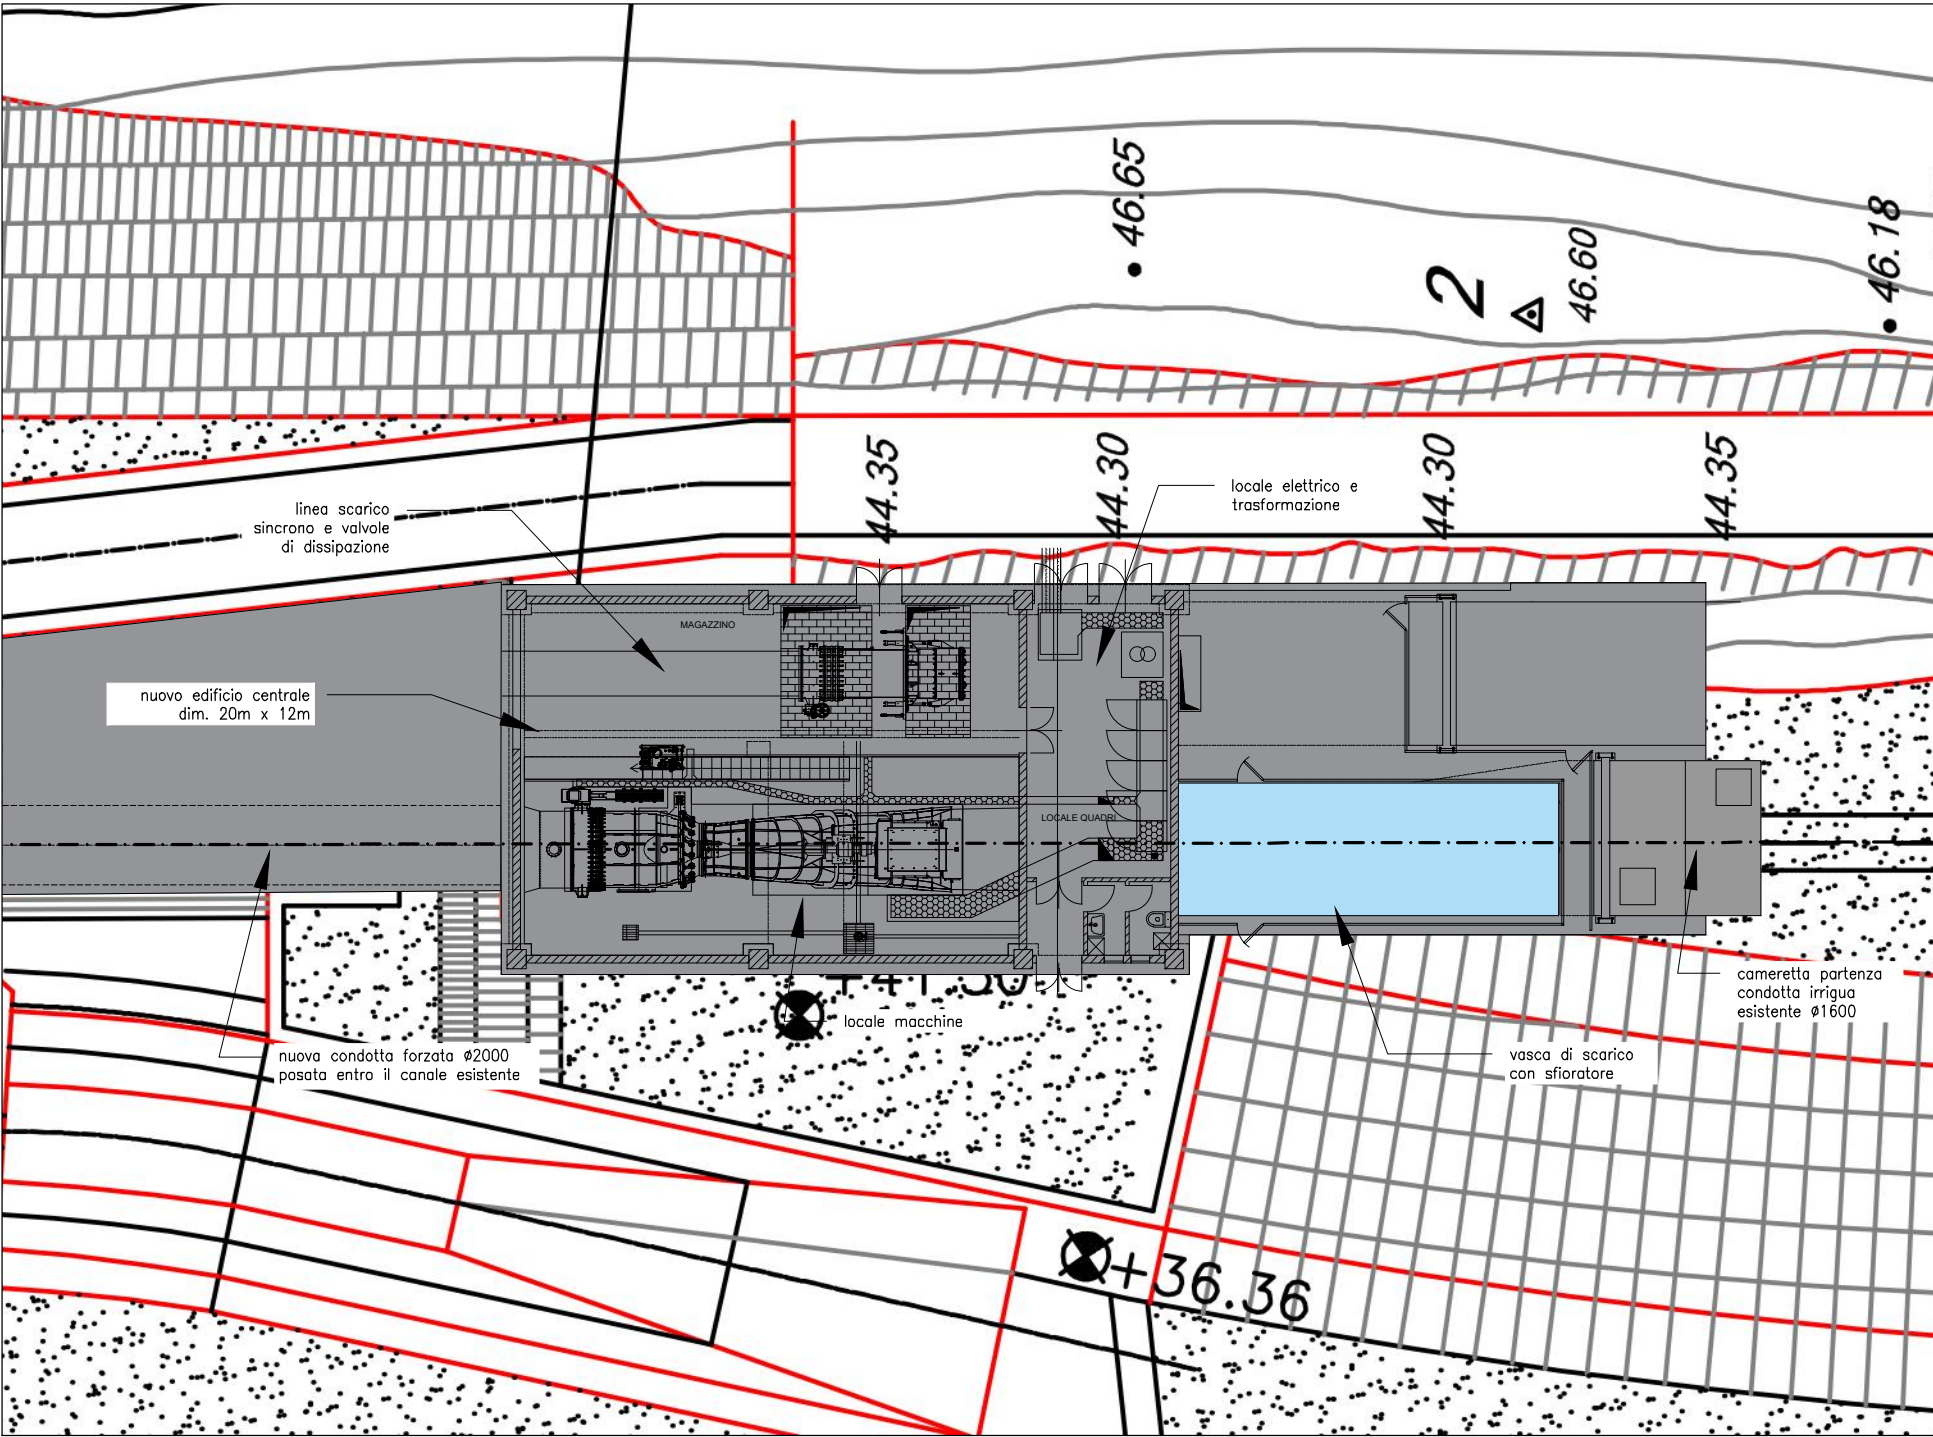 46.65
2
46.60
46.18
44.35
44.30
44.30
44.35
linea scarico
sincrono e valvole
di dissipazione
locale elettrico e
trasformazione
MAGAZZINO
nuovo edificio centrale
dim. 20m x 12m
LOCALE QUADRI
+41.30
locale macchine
cameretta partenza
condotta irrigua
esistente ø1600
nuova condotta forzata ø2000
posata entro il canale esistente
vasca di scarico
con sfioratore
+36.36